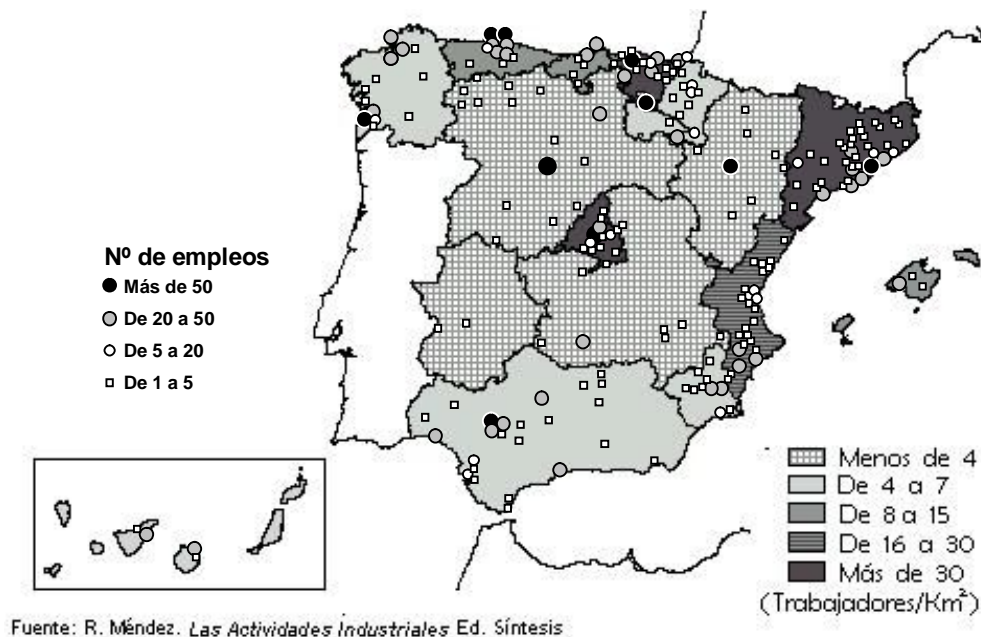 Nº de empleos
Más de 50
De 20 a 50
De 5 a 20
De 1 a 5
Menos de 4
De 4 a 7
De 8 a 15
De 16 a 30
Más de 30
(Trabajadores/Km²)
Fuente: R. Méndez. Las Actividades Industriales Ed. Síntesis